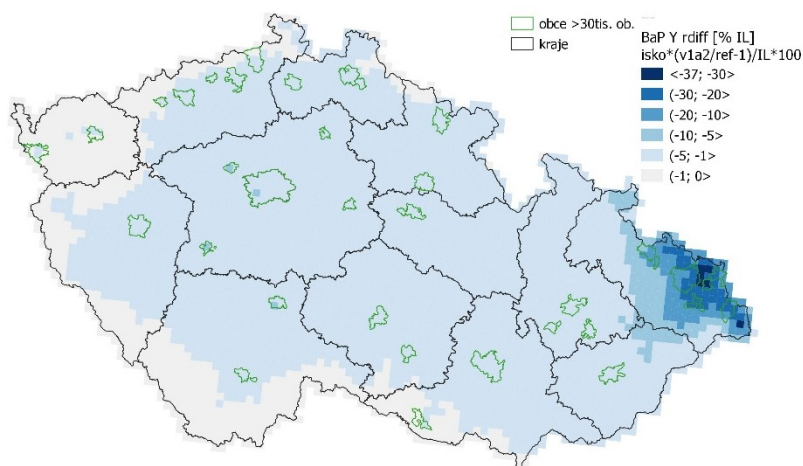 obce >30tis. ob.
kraje
BaP Y rdiff [% IL]
isko*(v1a2/ref-1)/IL*100
<-37; -30>
(-30; -20>
(-20; -10>
(-10; -5>
(-5; -1>
(-1; 0>